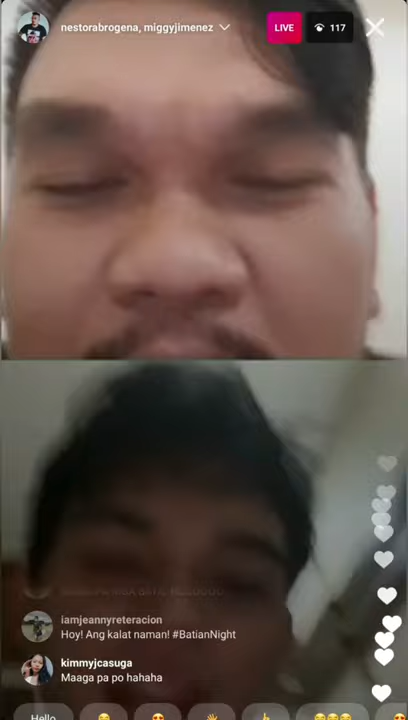 nestorabrogena, miggyjimenez
LIVE
117
iamjeannyreteracion
Hoy! Ang kalat naman! #BatianNight
kimmyjcasuga
Maaga pa po hahaha
Hello